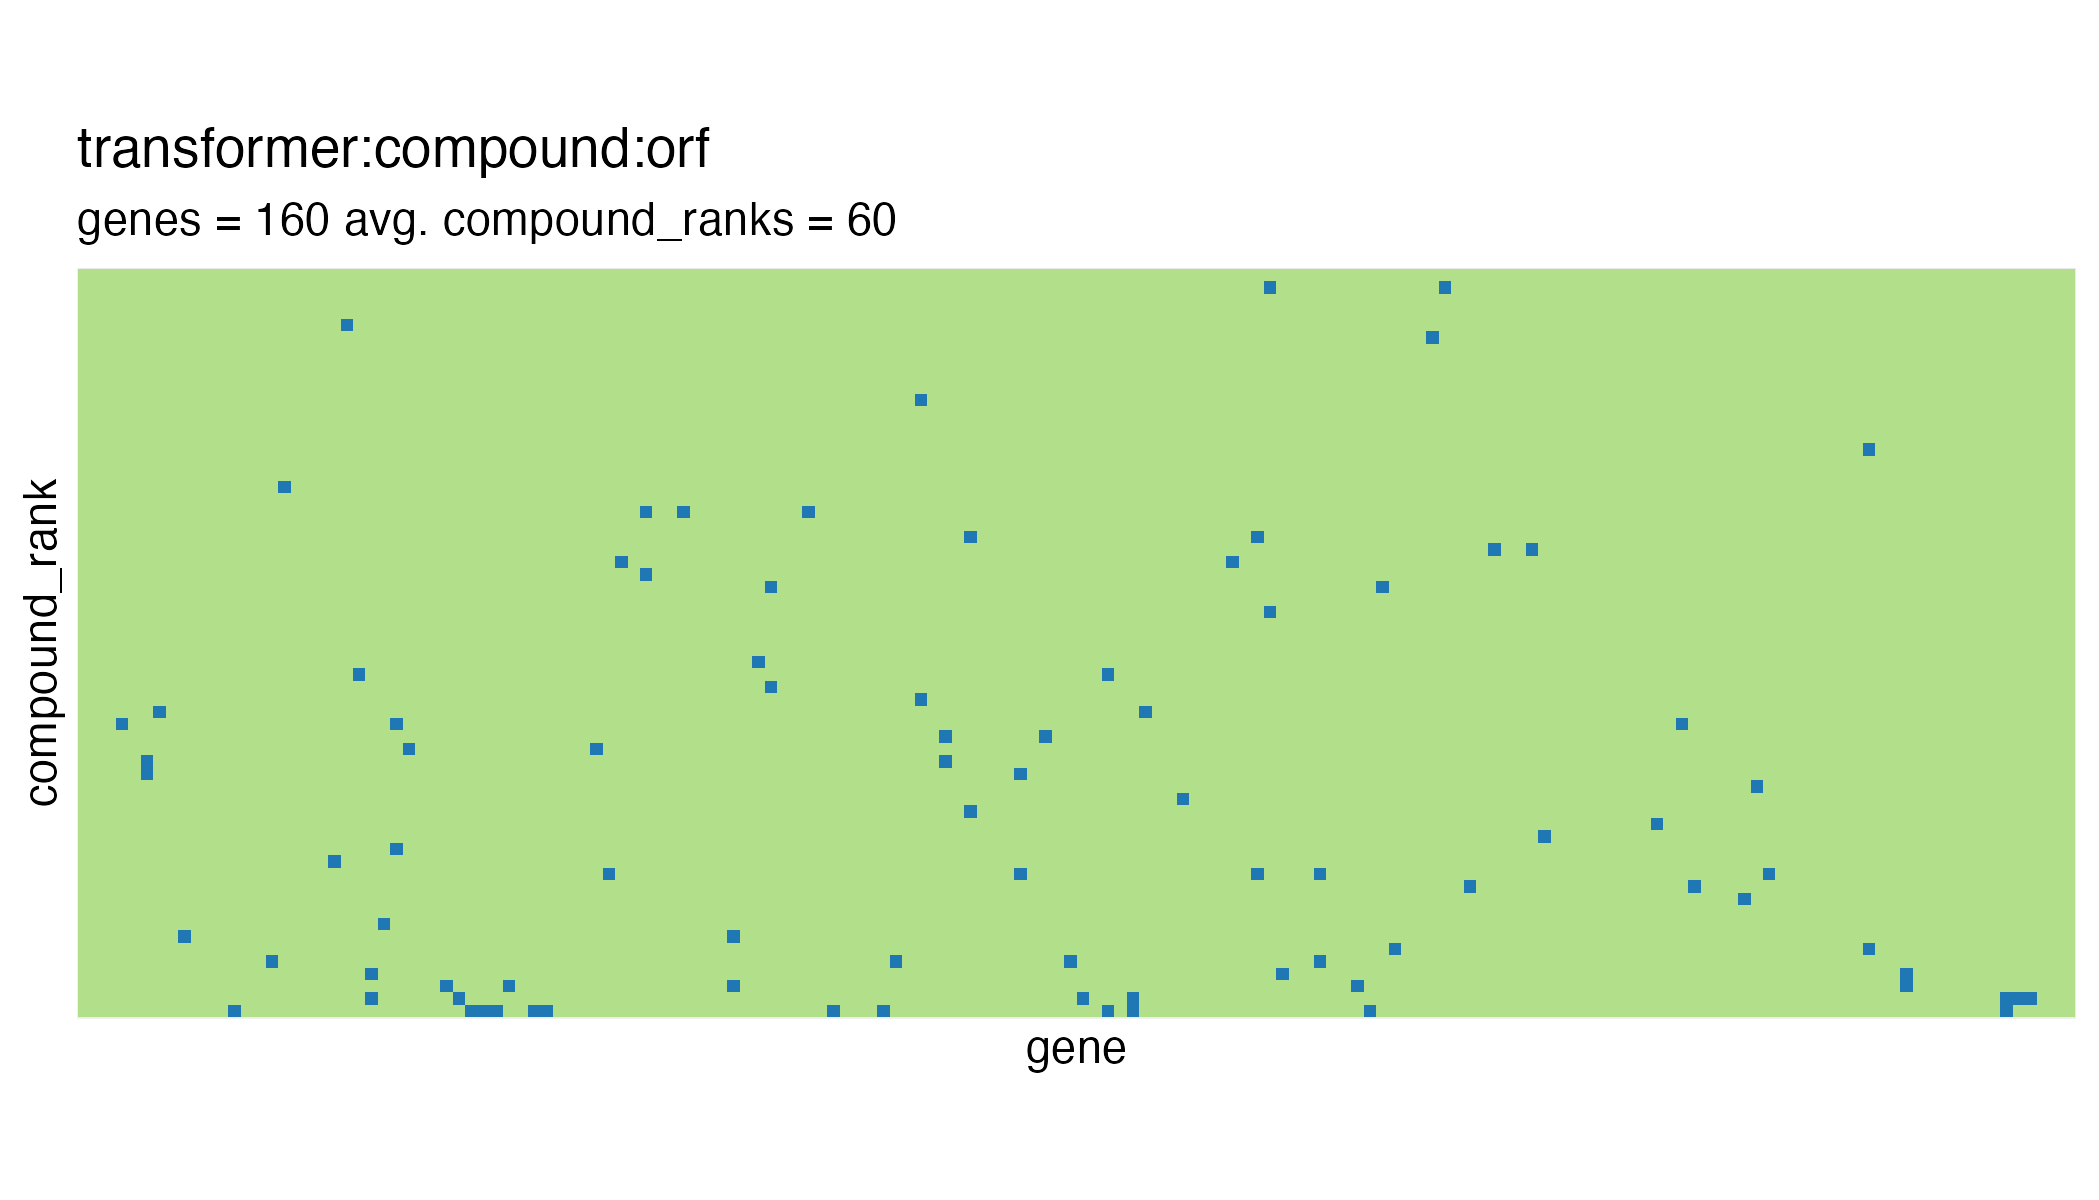 transformer:compound:orf
genes = 160 avg. compound_ranks = 60
compound_rank
gene